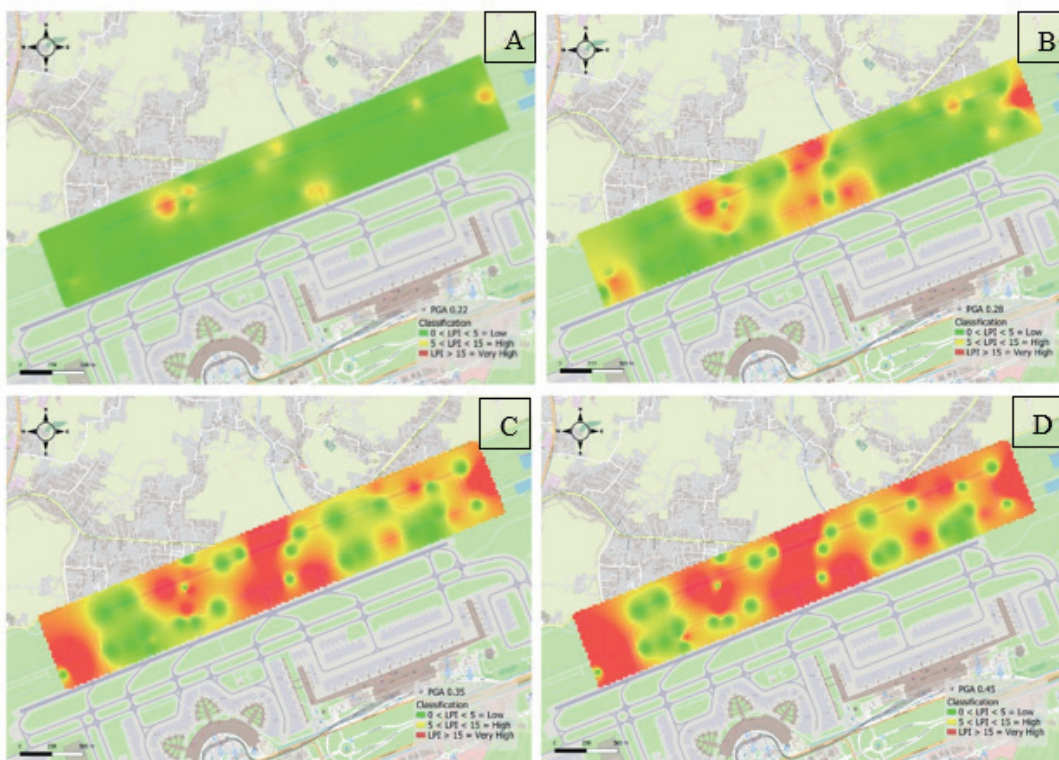 A
PGA 0.22
Classification
0 < LPI < 5 = Low
5 < LPI < 15 = High
LPI > 15 = Very High
B
PGA 0.28
Classification
0 < LPI < 5 = Low
5 < LPI < 15 = High
LPI > 15 = Very High
C
PGA 0.35
Classification
0 < LPI < 5 = Low
5 < LPI < 15 = High
LPI > 15 = Very High
D
PGA 0.45
Classification
0 < LPI < 5 = Low
5 < LPI < 15 = High
LPI > 15 = Very High